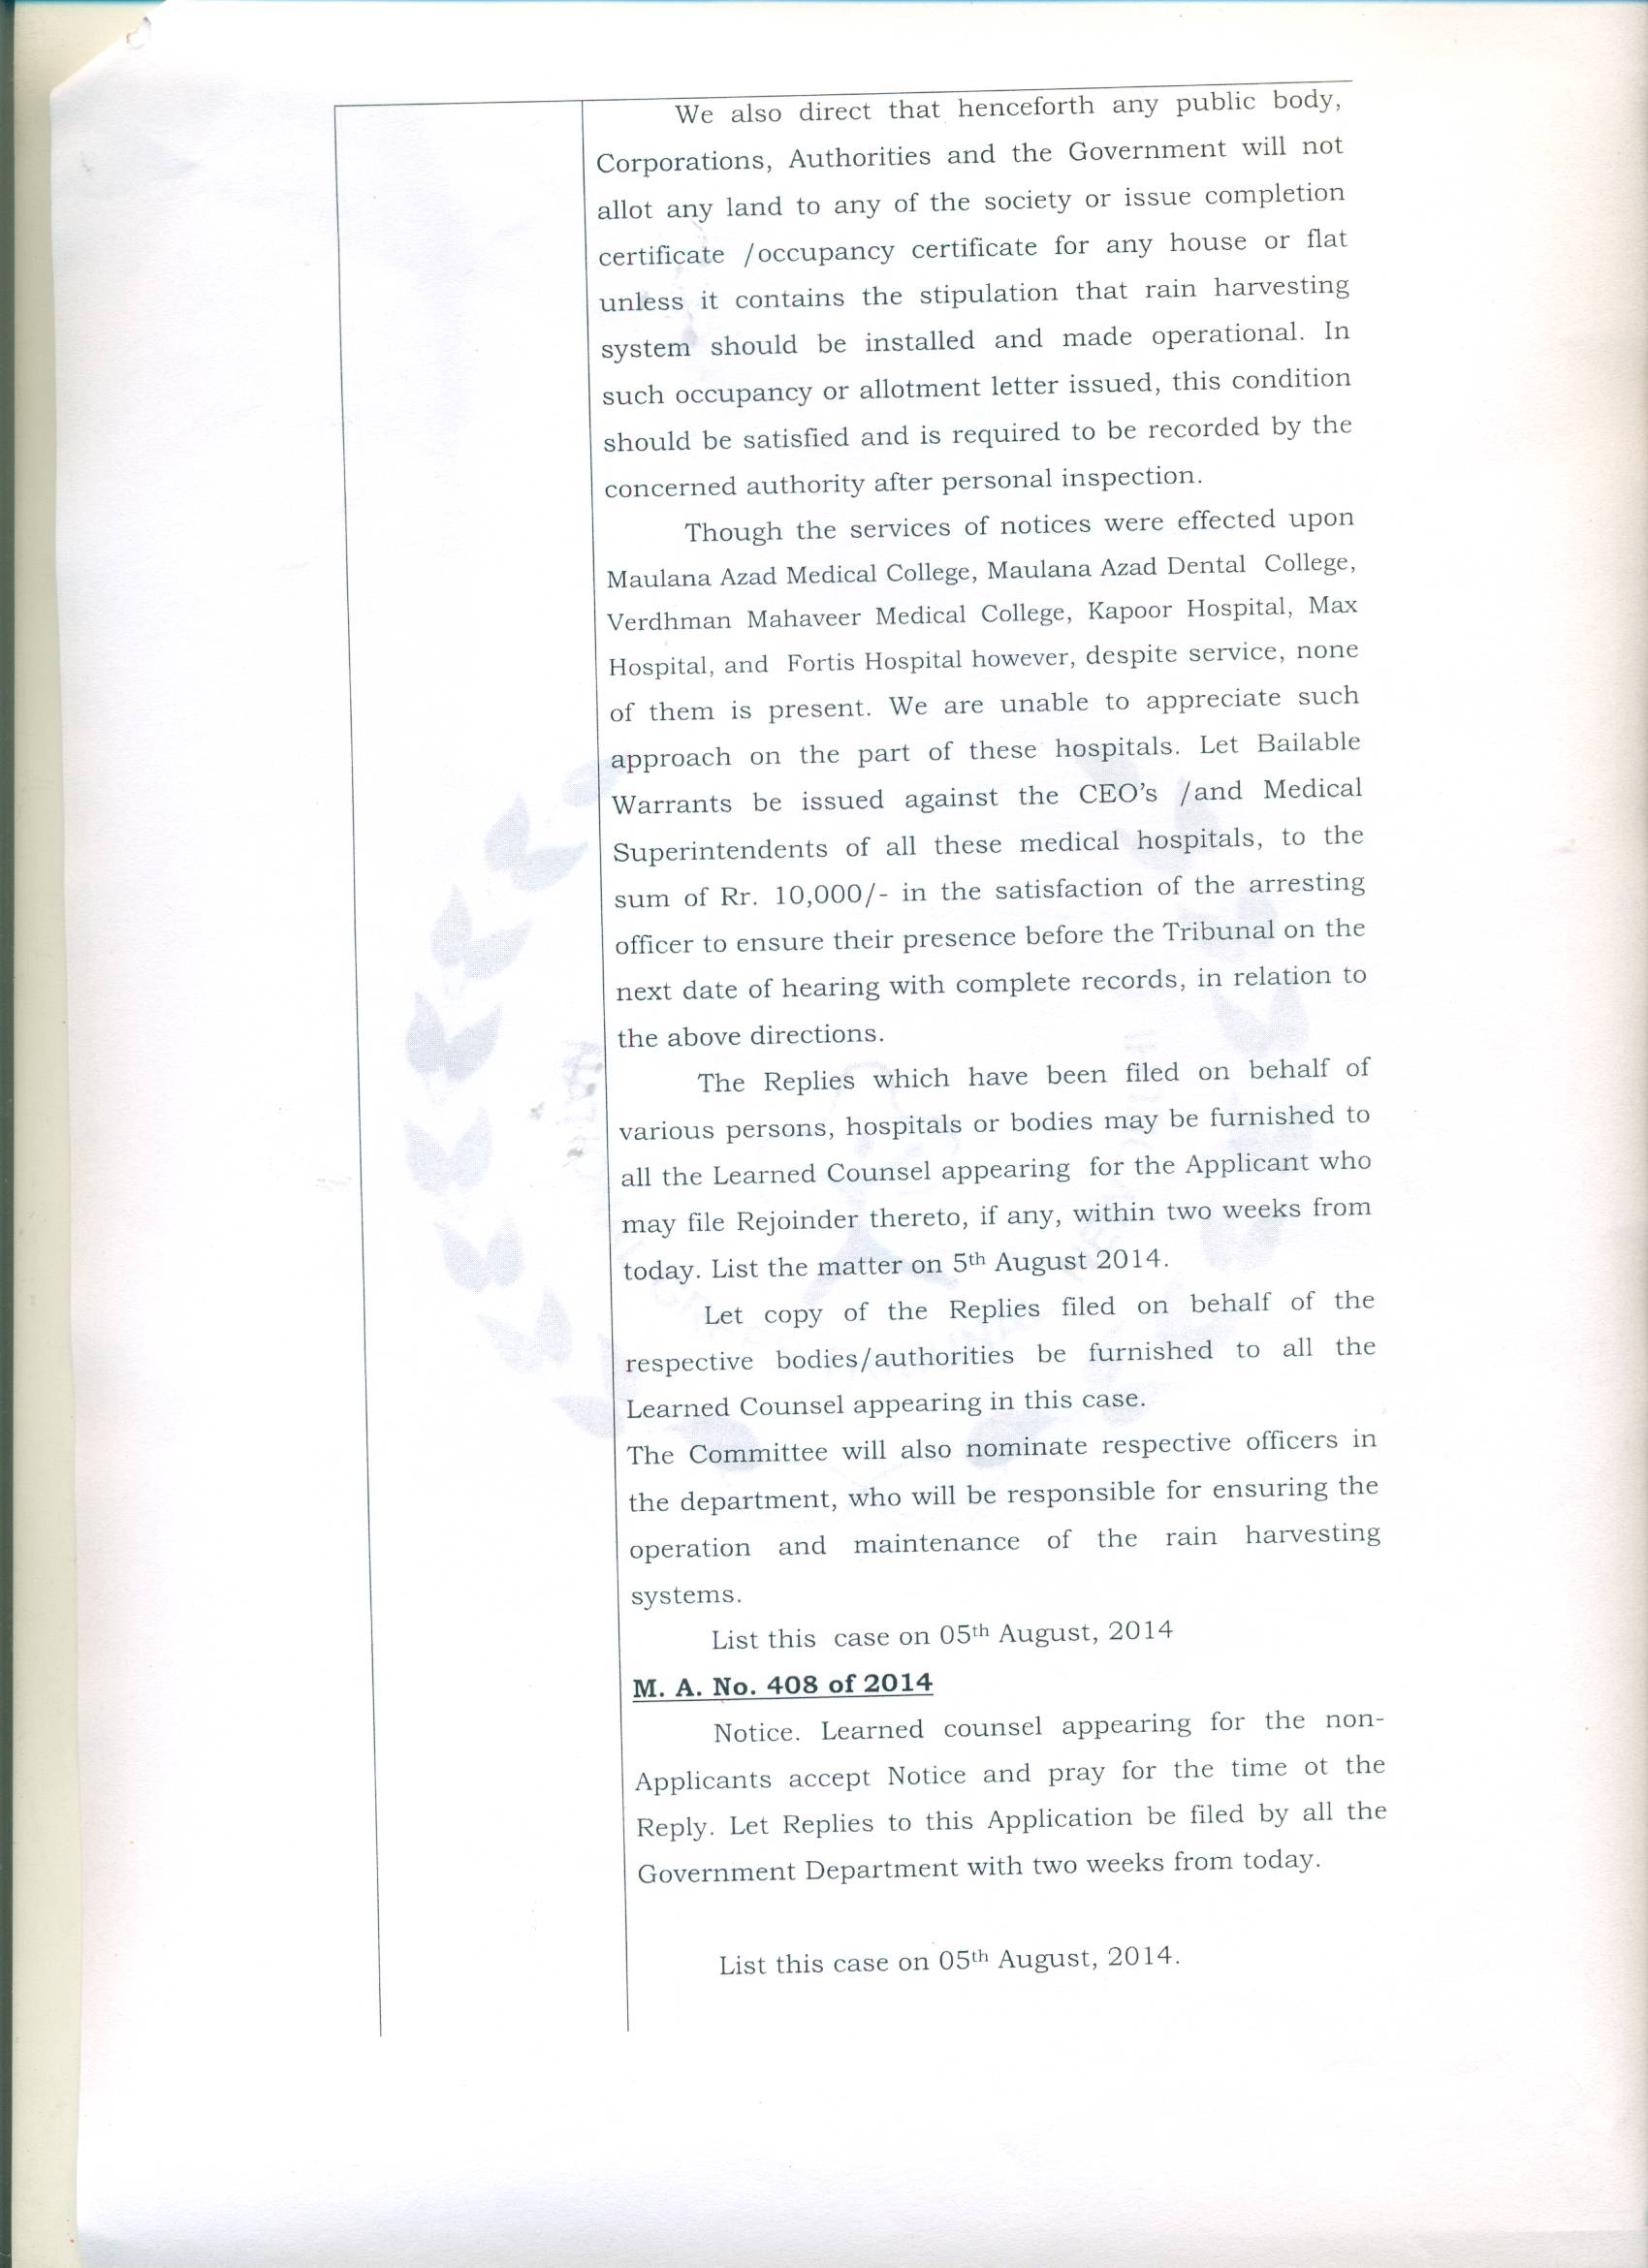 We also direct that henceforth any public body,
Corporations, Authorities and the Government will not
allot any land to any of the society or issue completion
certificate /occupancy certificate for any house or flat
unless it contains the stipulation that rain harvesting
system should be installed and made operational. In
such occupancy or allotment letter issued, this condition
should be satisfied and is required to be recorded by the
concerned authority after personal inspection.
Though the services of notices were effected upon
Maulana Azad Medical College, Maulana Azad Dental College,
Verdhman Mahaveer Medical College, Kapoor Hospital, Max
Hospital, and Fortis Hospital however, despite service, none
of them is present. We are unable to appreciate such
approach on the part of these hospitals. Let Bailable
Warrants be issued against the CEO's /and Medical
Superintendents of all these medical hospitals, to the
sum of Rr. 10,000/- in the satisfaction of the arresting
officer to ensure their presence before the Tribunal on the
next date of hearing with complete records, in relation to
the above directions.
The Replies which have been filed on behalf of
various persons, hospitals or bodies may be furnished to
all the Learned Counsel appearing for the Applicant who
may file Rejoinder thereto, if any, within two weeks from
today. List the matter on 5th August 2014.
Let copy of the Replies filed on behalf of the
respective bodies/authorities be furnished to all the
Learned Counsel appearing in this case.
The Committee will also nominate respective officers in
the department, who will be responsible for ensuring the
operation and maintenance of the rain harvesting
systems.
List this case on 05th August, 2014
M. A. No. 408 of 2014
Notice. Learned counsel appearing for the non-
Applicants accept Notice and pray for the time ot the
Reply. Let Replies to this Application be filed by all the
Government Department with two weeks from today.
List this case on 05th August, 2014.